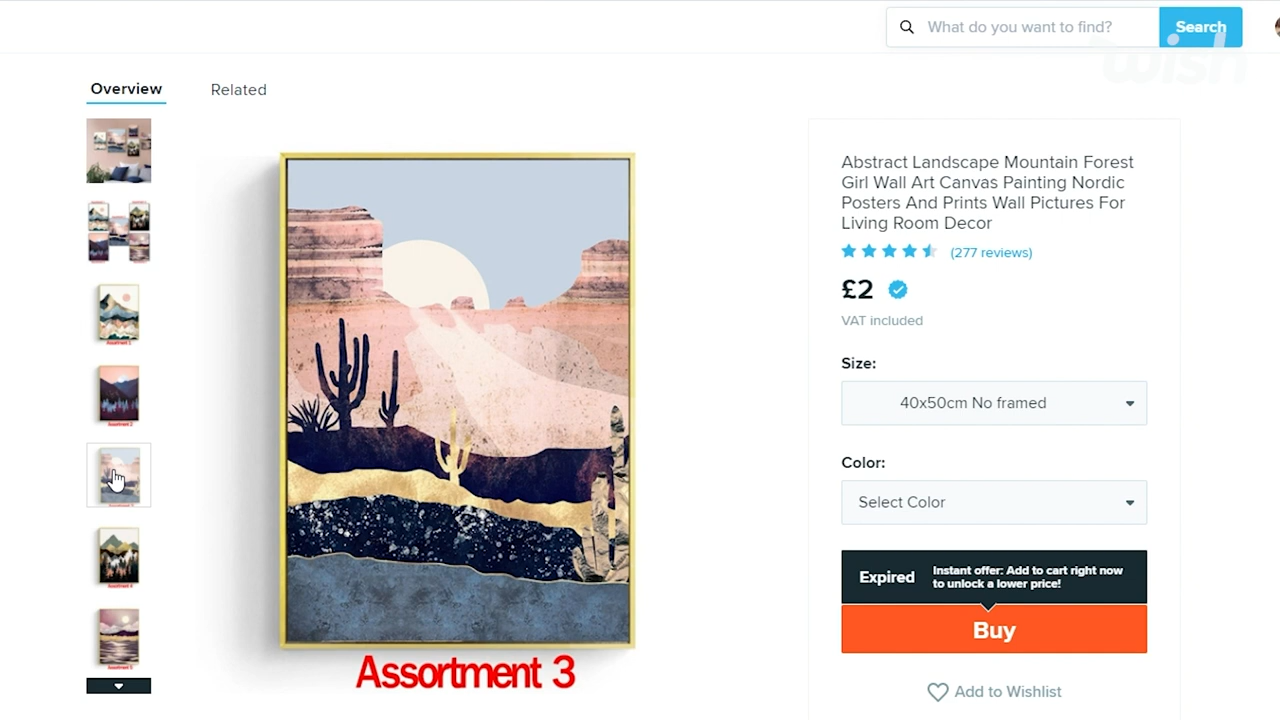 What do you want to find?
Search
wish
Overview
Related
Abstract Landscape Mountain Forest
Girl Wall Art Canvas Painting Nordic
Posters And Prints Wall Pictures For
Living Room Decor
(277 reviews)
£2
VAT included
Size:
40x50cm No framed
Color:
Select Color
Expired
Instant offer: Add to cart right now
to unlock a lower price!
Buy
Add to Wishlist
Assortment 3